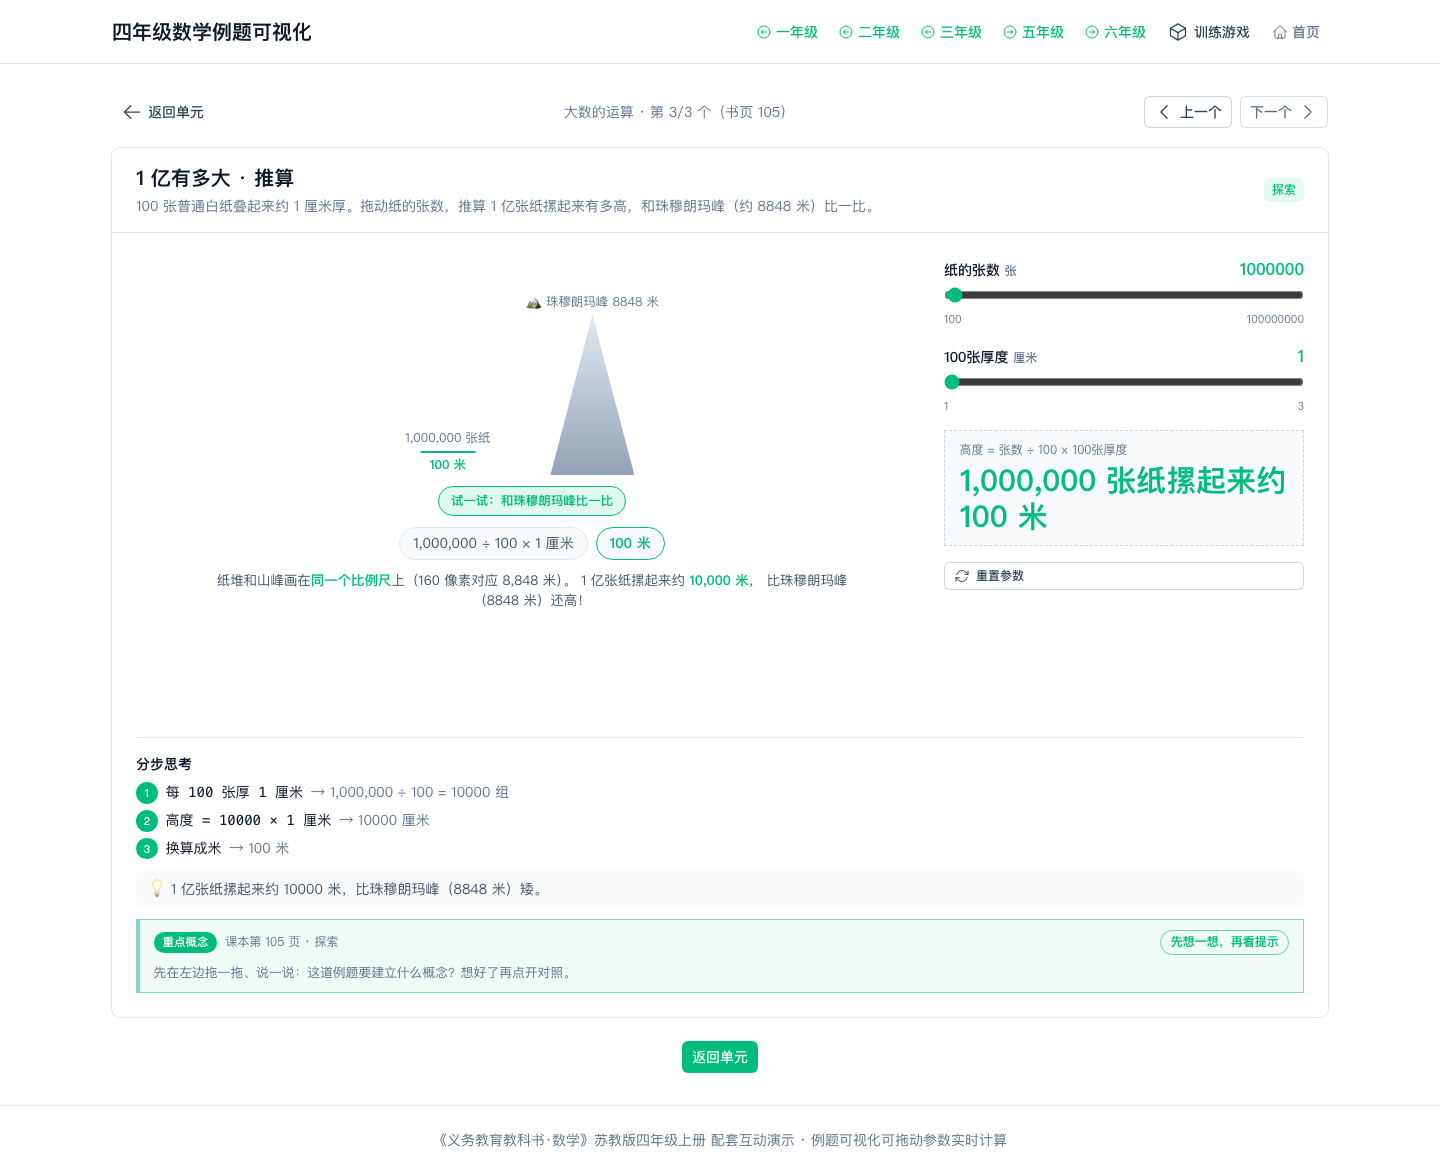 四年级数学例题可视化
一年级 二年级 三年级 五年级 六年级 训练游戏 首页
返回单元
大数的运算 · 第 3/3 个（书页 105）
上一个 下一个
1 亿有多大 · 推算
100 张普通白纸叠起来约 1 厘米厚。拖动纸的张数，推算 1 亿张纸摞起来有多高，和珠穆朗玛峰（约 8848 米）比一比。
探索
珠穆朗玛峰 8848 米
1,000,000 张纸
100 米
试一试：和珠穆朗玛峰比一比
1,000,000 ÷ 100 × 1 厘米 100 米
纸堆和山峰画在同一个比例尺上（160 像素对应 8,848 米）。 1 亿张纸摞起来约 10,000 米， 比珠穆朗玛峰
（8848 米）还高！
纸的张数 张 1000000
100 100000000
100张厚度 厘米 1
1 3
高度 = 张数 ÷ 100 × 100张厚度
1,000,000 张纸摞起来约
100 米
重置参数
分步思考
1 每 100 张厚 1 厘米 → 1,000,000 ÷ 100 = 10000 组
2 高度 = 10000 × 1 厘米 → 10000 厘米
3 换算成米 → 100 米
1 亿张纸摞起来约 10000 米，比珠穆朗玛峰（8848 米）矮。
重点概念 课本第 105 页 · 探索
先想一想，再看提示
先在左边拖一拖、说一说：这道例题要建立什么概念？想好了再点开对照。
返回单元
《义务教育教科书·数学》苏教版四年级上册 配套互动演示 · 例题可视化可拖动参数实时计算